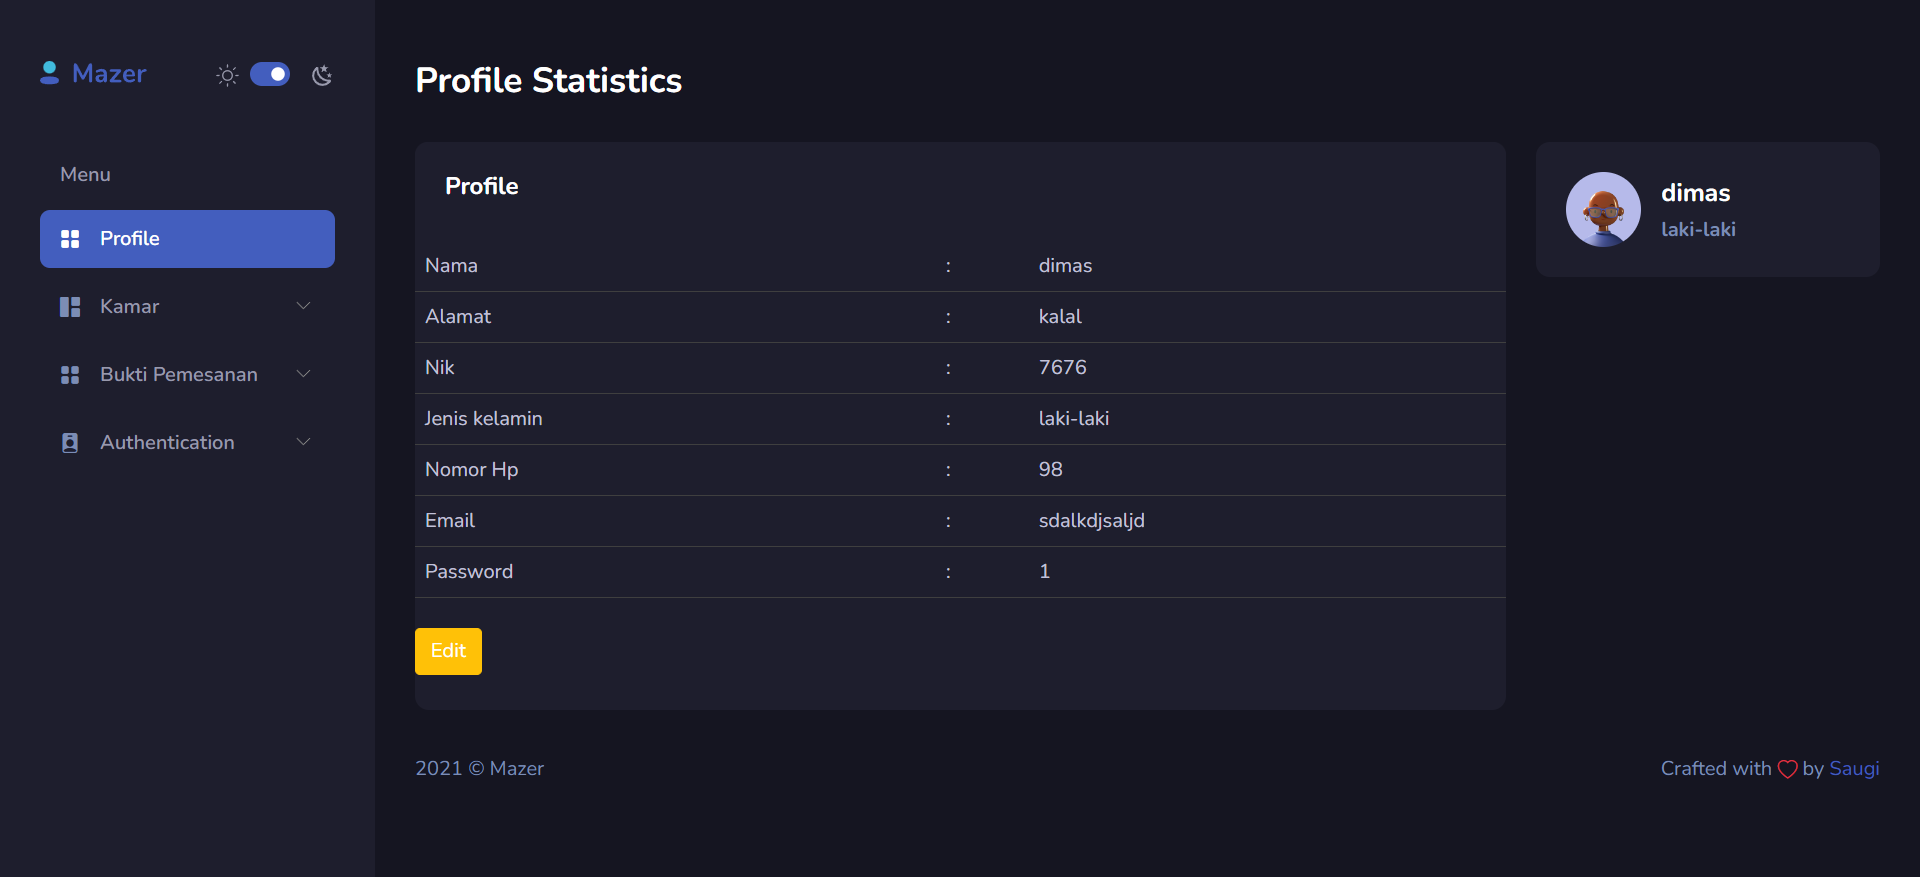 Mazer
Menu
Profile
Kamar
Bukti Pemesanan
Authentication
Profile Statistics
Profile
Nama : dimas
Alamat : kalal
Nik : 7676
Jenis kelamin : laki-laki
Nomor Hp : 98
Email : sdalkdjsaljd
Password : 1
Edit
dimas
laki-laki
2021 © Mazer
Crafted with by Saugi